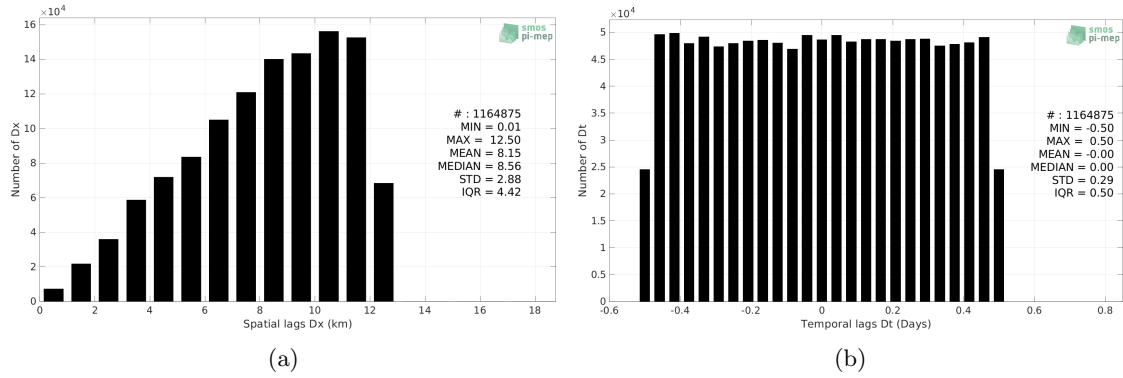 ×10^4
16
14
12
10
8
6
4
2
0
Number of Dx
smos
pi-mep
# : 1164875
MIN = 0.01
MAX = 12.50
MEAN = 8.15
MEDIAN = 8.56
STD = 2.88
IQR = 4.42
0 2 4 6 8 10 12 14 16 18
Spatial lags Dx (km)
(a)
×10^4
5
4.5
4
3.5
3
2.5
2
1.5
1
0.5
0
Number of Dt
smos
pi-mep
# : 1164875
MIN = -0.50
MAX = 0.50
MEAN = -0.00
MEDIAN = 0.00
STD = 0.29
IQR = 0.50
-0.6 -0.4 -0.2 0 0.2 0.4 0.6 0.8
Temporal lags Dt (Days)
(b)